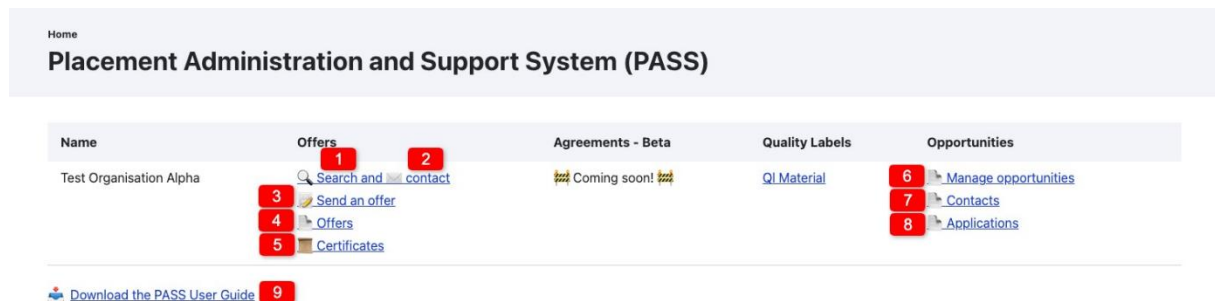 Home
Placement Administration and Support System (PASS)
Name Offers Agreements - Beta Quality Labels Opportunities
1 2
Test Organisation Alpha Search and contact Coming soon! QI Material 6 Manage opportunities
3 Send an offer 7 Contacts
4 Offers 8 Applications
5 Certificates
Download the PASS User Guide 9